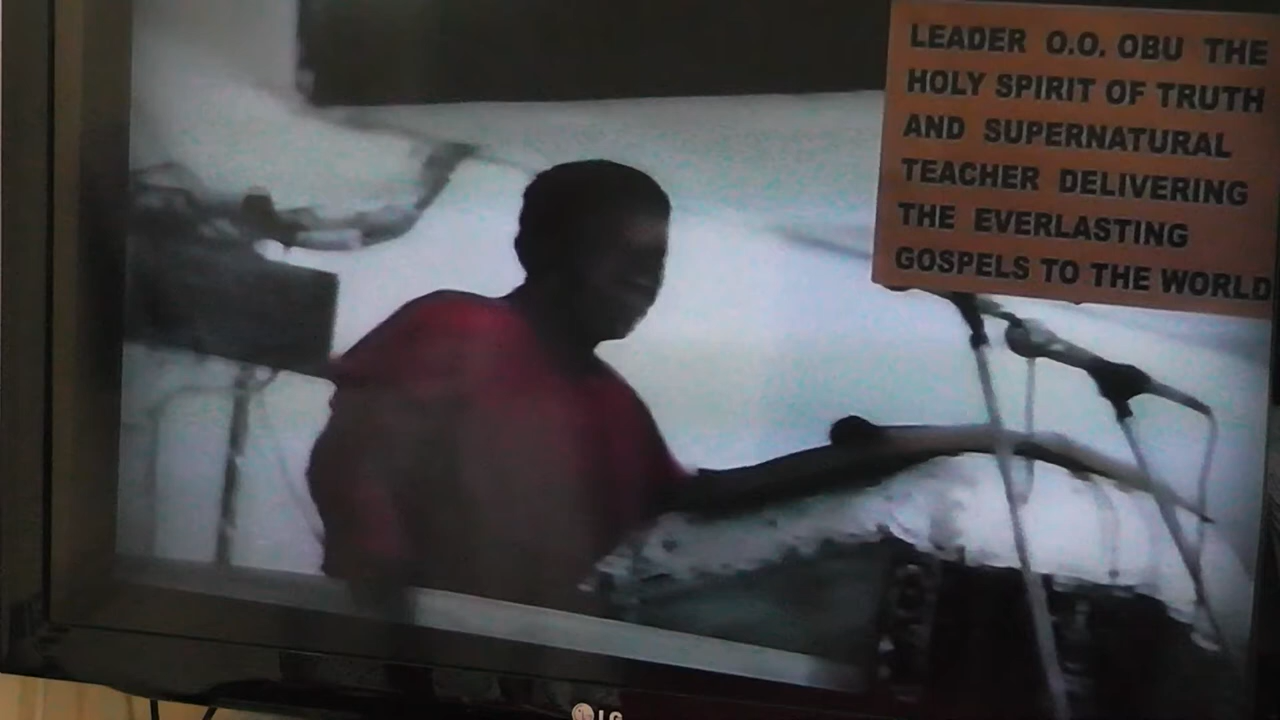 LEADER O.O. OBU THE
HOLY SPIRIT OF TRUTH
AND SUPERNATURAL
TEACHER DELIVERING
THE EVERLASTING
GOSPELS TO THE WORLD
LG